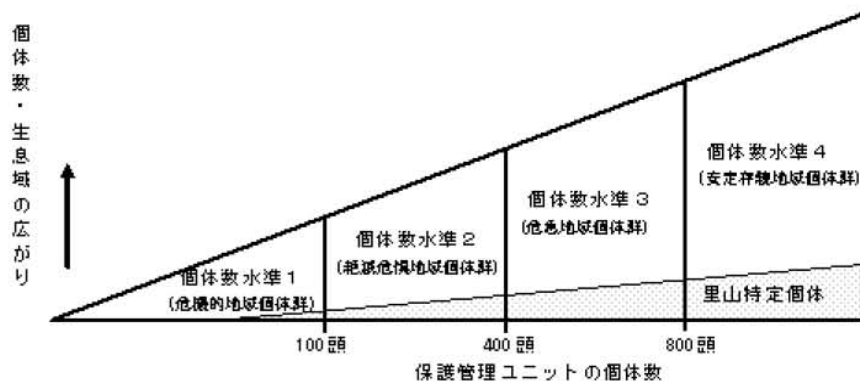 個体数・生息域の広がり
個体数水準4
(安定存続地域個体群)
個体数水準3
(危急地域個体群)
個体数水準2
(絶滅危惧地域個体群)
個体数水準1
(危機的地域個体群)
里山特定個体
100頭
400頭
800頭
保護管理ユニットの個体数